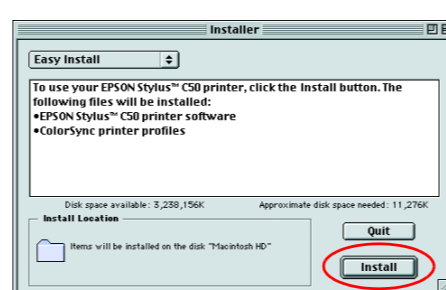 Installer
Easy Install
To use your EPSON Stylus™ C50 printer, click the Install button. The
following files will be installed:
•EPSON Stylus™ C50 printer software
•ColorSync printer profiles
Disk space available: 3,238,156K Approximate disk space needed: 11,276K
Install Location
Items will be installed on the disk "Macintosh HD"
Quit
Install